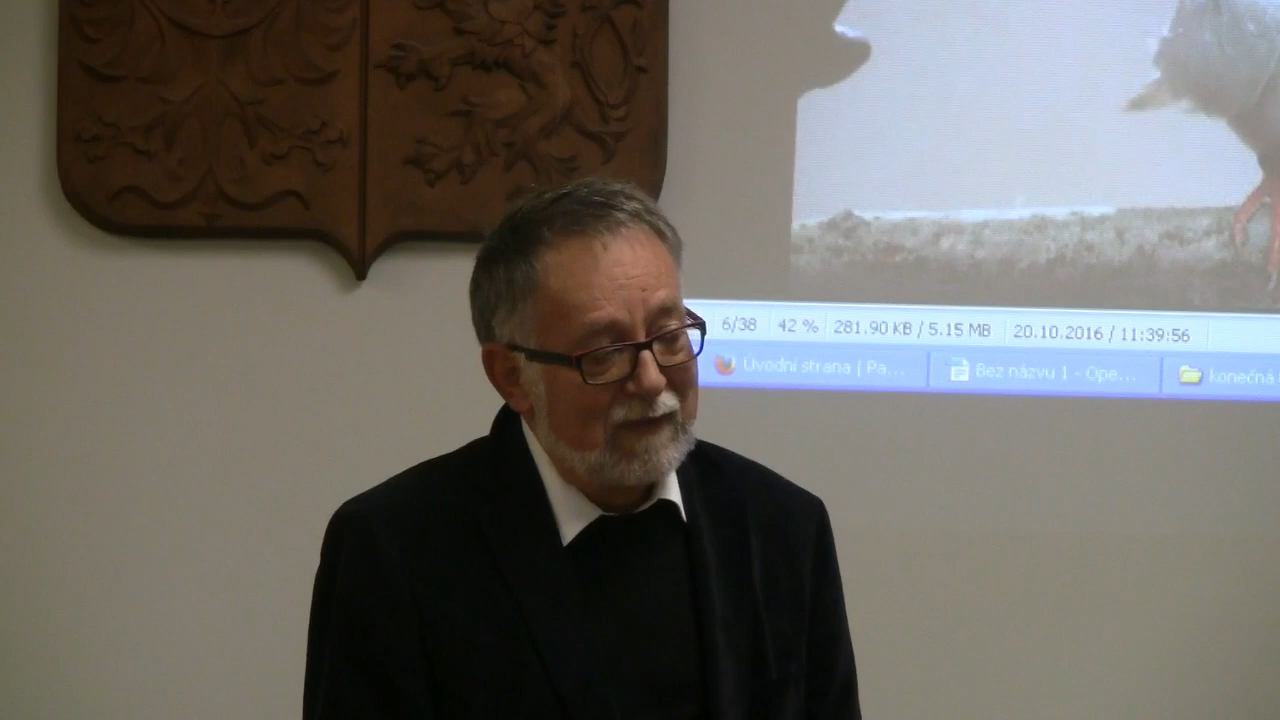 6/38 42 % 281.90 KB / 5.15 MB 20.10.2016 / 11:39:56
Úvodní strana | Pa... Bez názvu 1 - Ope... konečná